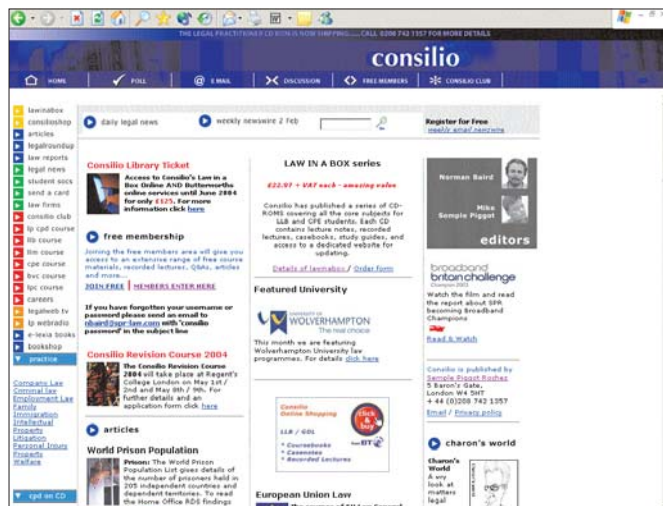 THE LEGAL PRACTITIONER CD ROM IS NOW SHIPPING..... CALL 0208 742 1357 FOR MORE DETAILS
consilio
HOME
POLL
E MAIL
DISCUSSION
FREE MEMBERS
CONSILIO CLUB
lawinabox
consilioshop
articles
legalroundup
law reports
legal news
student socs
send a card
law firms
consilio club
lp cpd course
llb course
llm course
cpe course
bvc course
lpc course
careers
legalweb tv
lp webradio
e-lexia books
bookshop
practice
Company Law
Criminal law
Employment Law
Family
Immigration
Intellectual
Property
Litigation
Personal Injury
Property
Welfare
cpd on CD
daily legal news
weekly newswire 2 Feb
Register for Free
weekly email newswire
Consilio Library Ticket
Access to Consilio's Law in a
Box Online AND Butterworths
online services until June 2004
for only £125. For more
information click here
free membership
Joining the free members area will give you
access to an extensive range of free course
materials, recorded lectures, Q&As, articles
and more...
JOIN FREE | MEMBERS ENTER HERE
If you have forgotten your username or
password please send an email to
nbaird@spr-law.com with 'consilio
password' in the subject line
Consilio Revision Course 2004
The Consilio Revision Course
2004 will take place at Regent's
College London on May 1st /
2nd and May 8th / 9th. For
further details and an
application form click here
articles
World Prison Population
Prison: The World Prison
Population List gives details of
the number of prisoners held in
205 independent countries and
dependent territories. To read
the Home Office RDS findings
LAW IN A BOX series
£22.97 + VAT each - amazing value
Consilio has published a series of CD-
ROMS covering all the core subjects for
LLB and CPE students. Each CD
contains lecture notes, recorded
lectures, casebooks, study guides, and
access to a dedicated website for
updating.
Details of lawinabox / Order form
Featured University
UNIVERSITY OF
WOLVERHAMPTON
The real choice
This month we are featuring
Wolverhampton University law
programmes. For details click here
Consilio
Online Shopping
LLB / GDL
* Coursebooks
* Casenotes
* Recorded Lectures
click
& buy
from BT
European Union Law
Norman Baird
Mike
Semple Piggot
editors
broadband
britain challenge
Champion 2003
Watch the film and read
the report about SPR
becoming Broadband
Champions
Read & Watch
Consilio is published by
Semple Piggot Rochez
5 Baron's Gate,
London W4 5HT
+ 44 (0)208 742 1357
Email / Privacy policy
charon's world
Charon's
World
A wry
look at
matters
legal